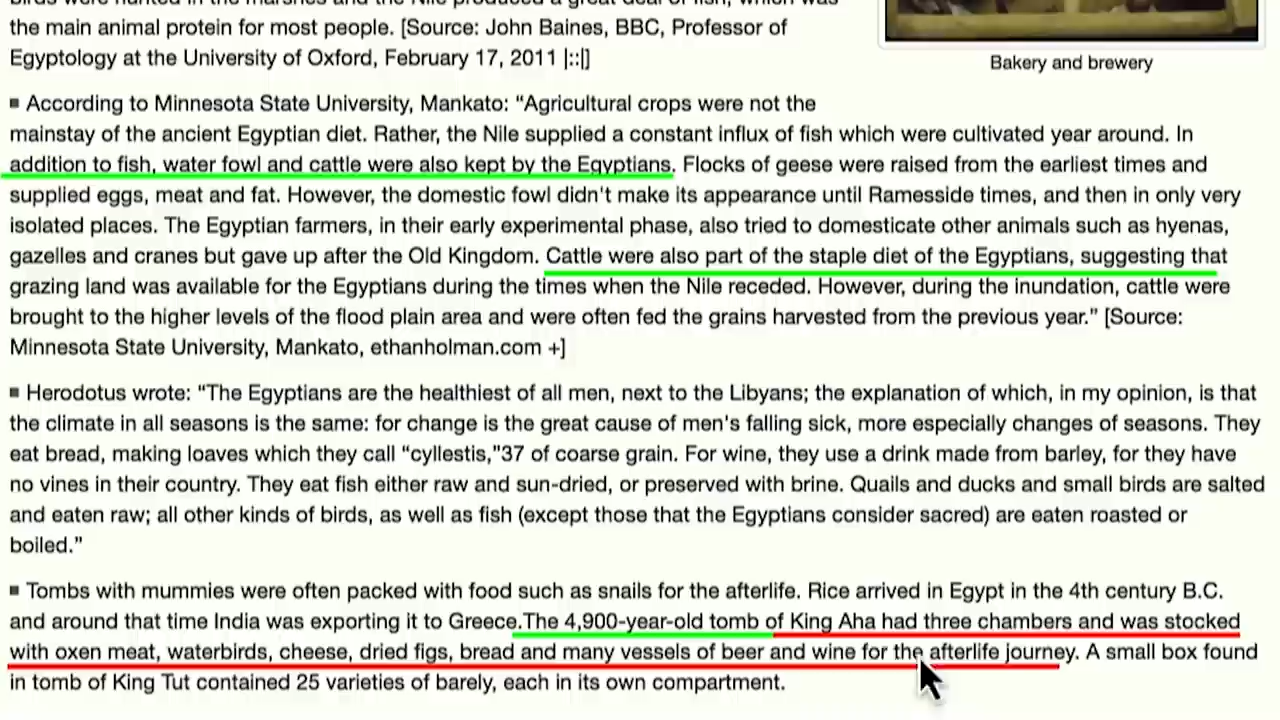 birds were hunted in the marshes and the Nile produced a great deal of fish, which was
the main animal protein for most people. [Source: John Baines, BBC, Professor of
Egyptology at the University of Oxford, February 17, 2011 |::|]
Bakery and brewery
According to Minnesota State University, Mankato: “Agricultural crops were not the
mainstay of the ancient Egyptian diet. Rather, the Nile supplied a constant influx of fish which were cultivated year around. In
addition to fish, water fowl and cattle were also kept by the Egyptians. Flocks of geese were raised from the earliest times and
supplied eggs, meat and fat. However, the domestic fowl didn't make its appearance until Ramesside times, and then in only very
isolated places. The Egyptian farmers, in their early experimental phase, also tried to domesticate other animals such as hyenas,
gazelles and cranes but gave up after the Old Kingdom. Cattle were also part of the staple diet of the Egyptians, suggesting that
grazing land was available for the Egyptians during the times when the Nile receded. However, during the inundation, cattle were
brought to the higher levels of the flood plain area and were often fed the grains harvested from the previous year.” [Source:
Minnesota State University, Mankato, ethanholman.com +]
Herodotus wrote: “The Egyptians are the healthiest of all men, next to the Libyans; the explanation of which, in my opinion, is that
the climate in all seasons is the same: for change is the great cause of men's falling sick, more especially changes of seasons. They
eat bread, making loaves which they call “cyllestis,”37 of coarse grain. For wine, they use a drink made from barley, for they have
no vines in their country. They eat fish either raw and sun-dried, or preserved with brine. Quails and ducks and small birds are salted
and eaten raw; all other kinds of birds, as well as fish (except those that the Egyptians consider sacred) are eaten roasted or
boiled.”
Tombs with mummies were often packed with food such as snails for the afterlife. Rice arrived in Egypt in the 4th century B.C.
and around that time India was exporting it to Greece.The 4,900-year-old tomb of King Aha had three chambers and was stocked
with oxen meat, waterbirds, cheese, dried figs, bread and many vessels of beer and wine for the afterlife journey. A small box found
in tomb of King Tut contained 25 varieties of barely, each in its own compartment.